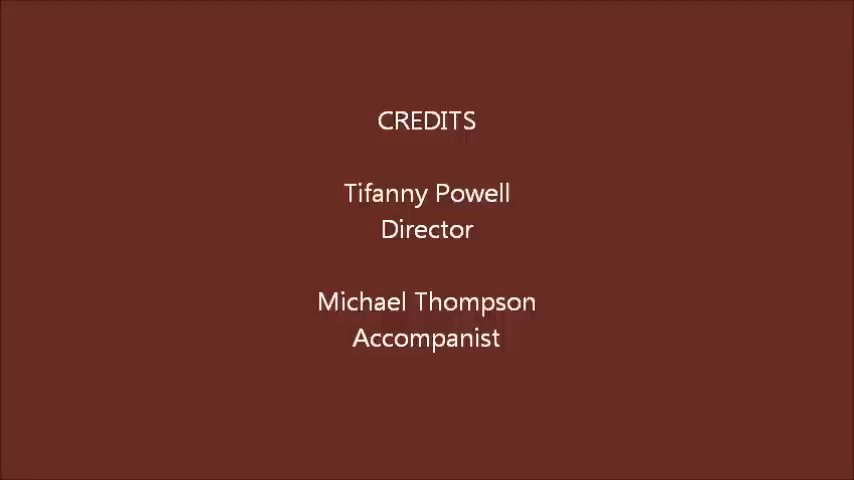 CREDITS
Tifanny Powell
Director
Michael Thompson
Accompanist